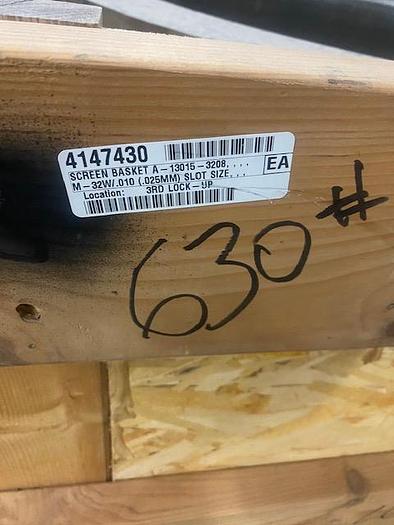 4147430
SCREEN BASKET A-13015-3208,...
EA
M-32W/.010 (.025MM) SLOT SIZE...
Location: 3RD LOCK-UP
630#